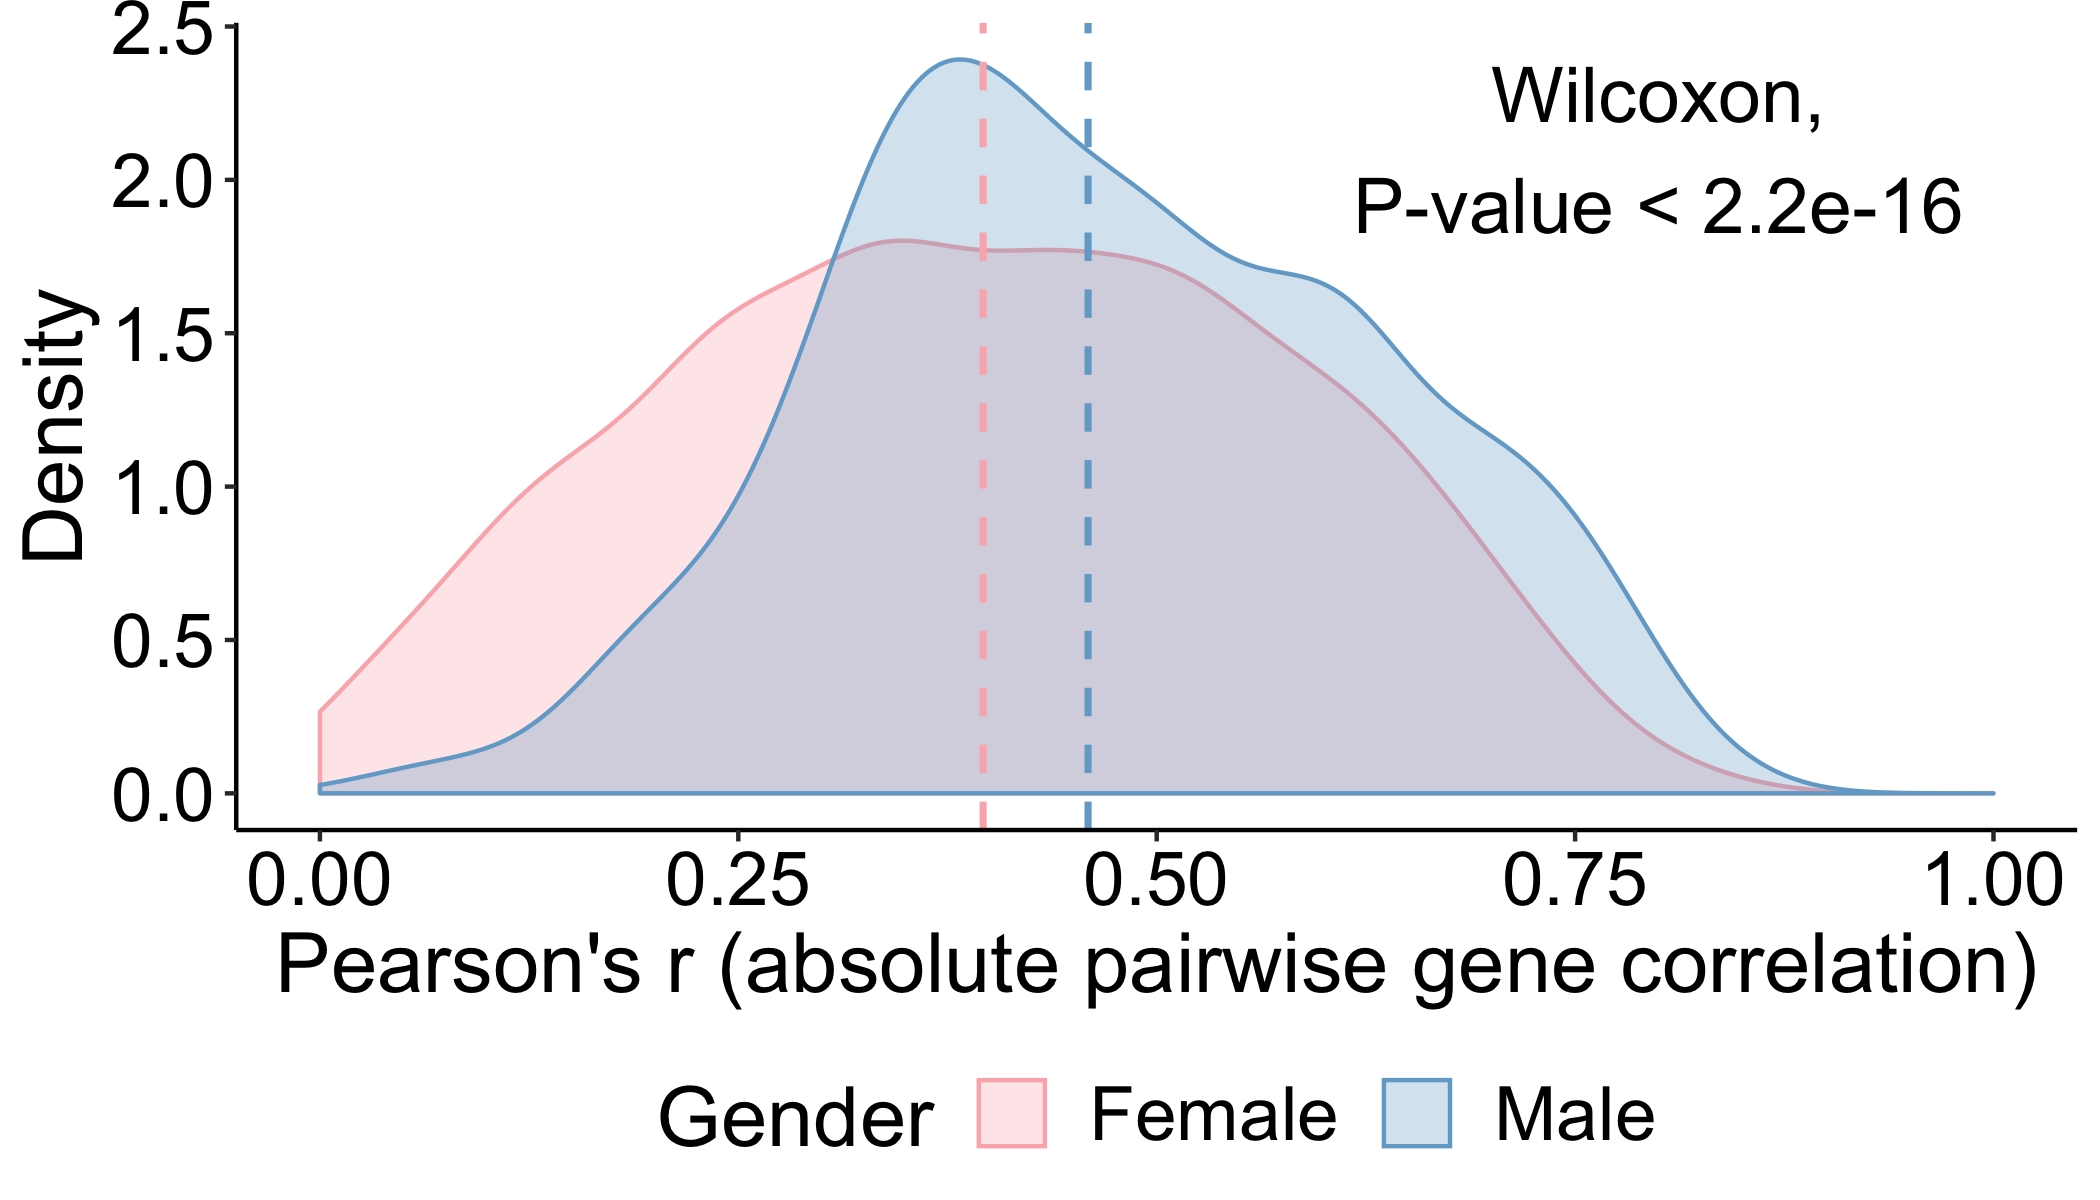 Wilcoxon,
P-value < 2.2e-16
2.5
2.0
1.5
1.0
0.5
0.0
Density
0.00 0.25 0.50 0.75 1.00
Pearson's r (absolute pairwise gene correlation)
Gender Female Male